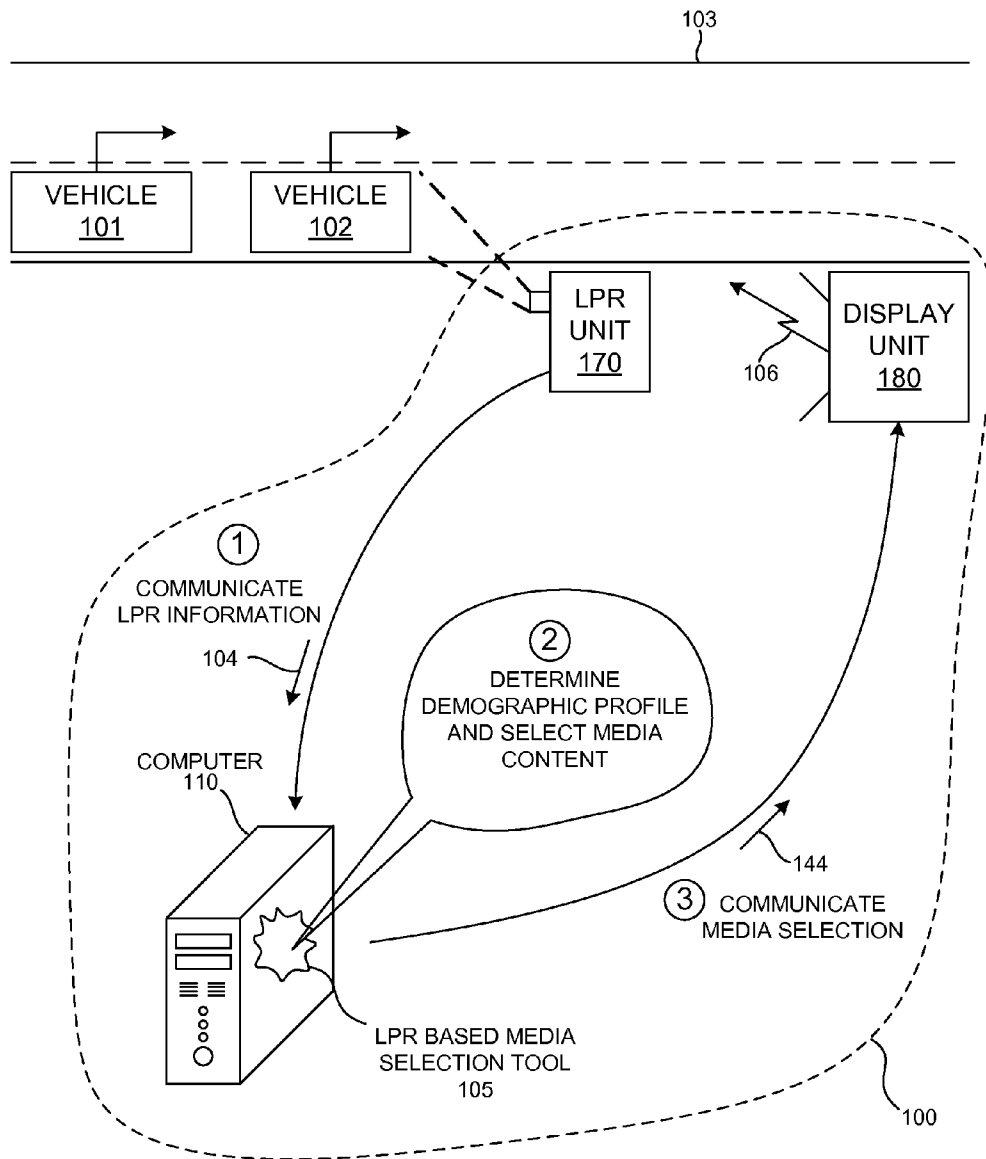 103
VEHICLE
101
VEHICLE
102
LPR
UNIT
170
106
DISPLAY
UNIT
180
1
COMMUNICATE
LPR INFORMATION
104
2
DETERMINE
DEMOGRAPHIC PROFILE
AND SELECT MEDIA
CONTENT
COMPUTER
110
144
3
COMMUNICATE
MEDIA SELECTION
LPR BASED MEDIA
SELECTION TOOL
105
100